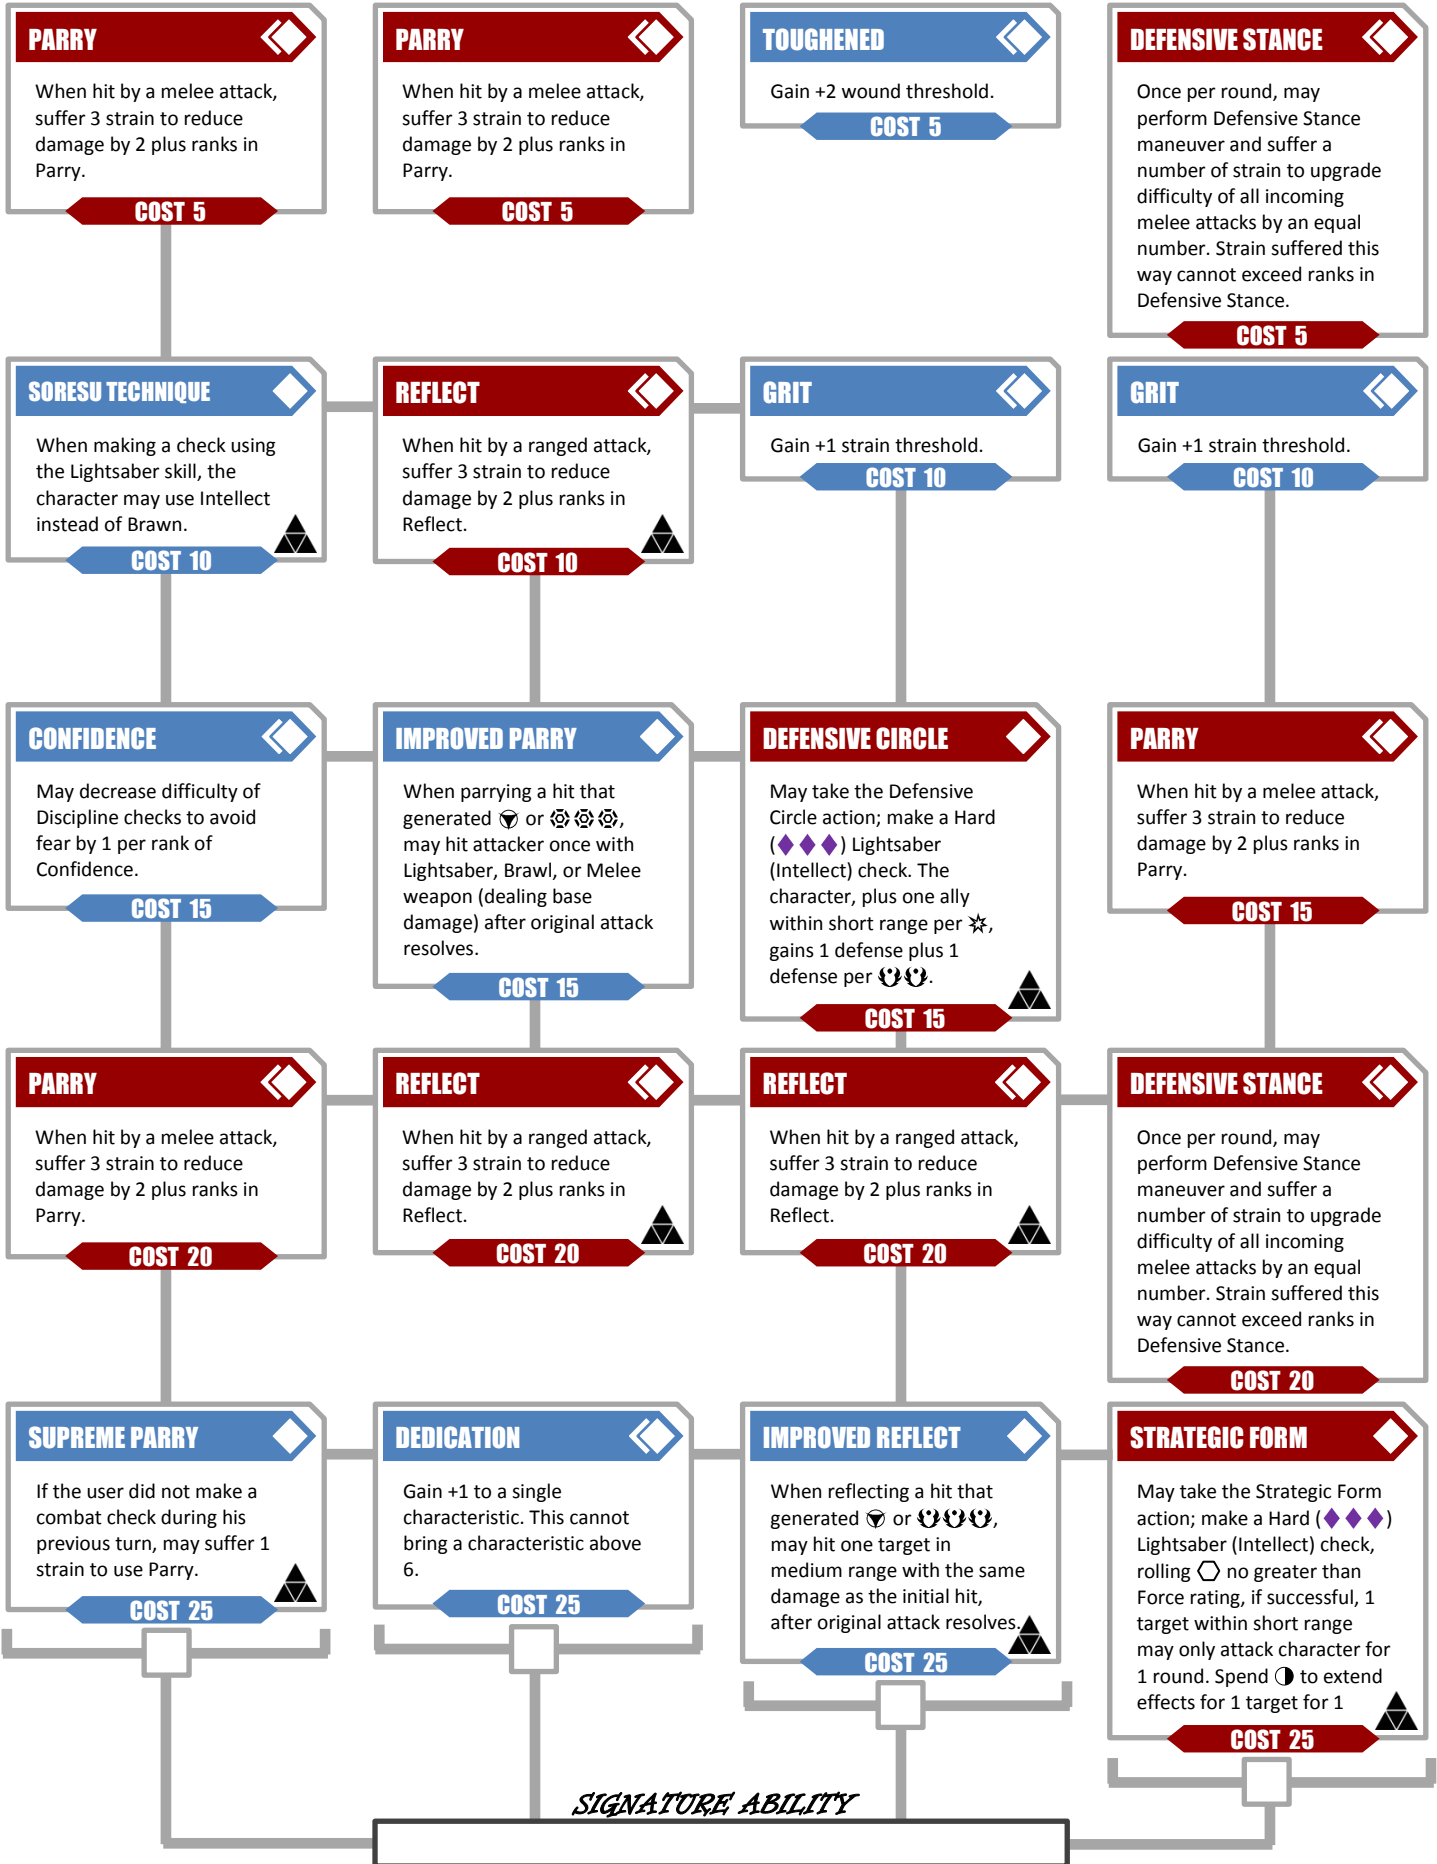 PARRY
When hit by a melee attack,
suffer 3 strain to reduce
damage by 2 plus ranks in
Parry.
COST 5
PARRY
When hit by a melee attack,
suffer 3 strain to reduce
damage by 2 plus ranks in
Parry.
COST 5
TOUGHENED
Gain +2 wound threshold.
COST 5
DEFENSIVE STANCE
Once per round, may
perform Defensive Stance
maneuver and suffer a
number of strain to upgrade
difficulty of all incoming
melee attacks by an equal
number. Strain suffered this
way cannot exceed ranks in
Defensive Stance.
COST 5
SORESU TECHNIQUE
When making a check using
the Lightsaber skill, the
character may use Intellect
instead of Brawn.
COST 10
REFLECT
When hit by a ranged attack,
suffer 3 strain to reduce
damage by 2 plus ranks in
Reflect.
COST 10
GRIT
Gain +1 strain threshold.
COST 10
GRIT
Gain +1 strain threshold.
COST 10
CONFIDENCE
May decrease difficulty of
Discipline checks to avoid
fear by 1 per rank of
Confidence.
COST 15
IMPROVED PARRY
When parrying a hit that
generated or ,
may hit attacker once with
Lightsaber, Brawl, or Melee
weapon (dealing base
damage) after original attack
resolves.
COST 15
DEFENSIVE CIRCLE
May take the Defensive
Circle action; make a Hard
(♦♦♦) Lightsaber
(Intellect) check. The
character, plus one ally
within short range per ,
gains 1 defense plus 1
defense per .
COST 15
PARRY
When hit by a melee attack,
suffer 3 strain to reduce
damage by 2 plus ranks in
Parry.
COST 15
PARRY
When hit by a melee attack,
suffer 3 strain to reduce
damage by 2 plus ranks in
Parry.
COST 20
REFLECT
When hit by a ranged attack,
suffer 3 strain to reduce
damage by 2 plus ranks in
Reflect.
COST 20
REFLECT
When hit by a ranged attack,
suffer 3 strain to reduce
damage by 2 plus ranks in
Reflect.
COST 20
DEFENSIVE STANCE
Once per round, may
perform Defensive Stance
maneuver and suffer a
number of strain to upgrade
difficulty of all incoming
melee attacks by an equal
number. Strain suffered this
way cannot exceed ranks in
Defensive Stance.
COST 20
SUPREME PARRY
If the user did not make a
combat check during his
previous turn, may suffer 1
strain to use Parry.
COST 25
DEDICATION
Gain +1 to a single
characteristic. This cannot
bring a characteristic above
6.
COST 25
IMPROVED REFLECT
When reflecting a hit that
generated or ,
may hit one target in
medium range with the same
damage as the initial hit,
after original attack resolves.
COST 25
STRATEGIC FORM
May take the Strategic Form
action; make a Hard (♦♦♦)
Lightsaber (Intellect) check,
rolling no greater than
Force rating, if successful, 1
target within short range
may only attack character for
1 round. Spend to extend
effects for 1 target for 1
COST 25
SIGNATURE ABILITY